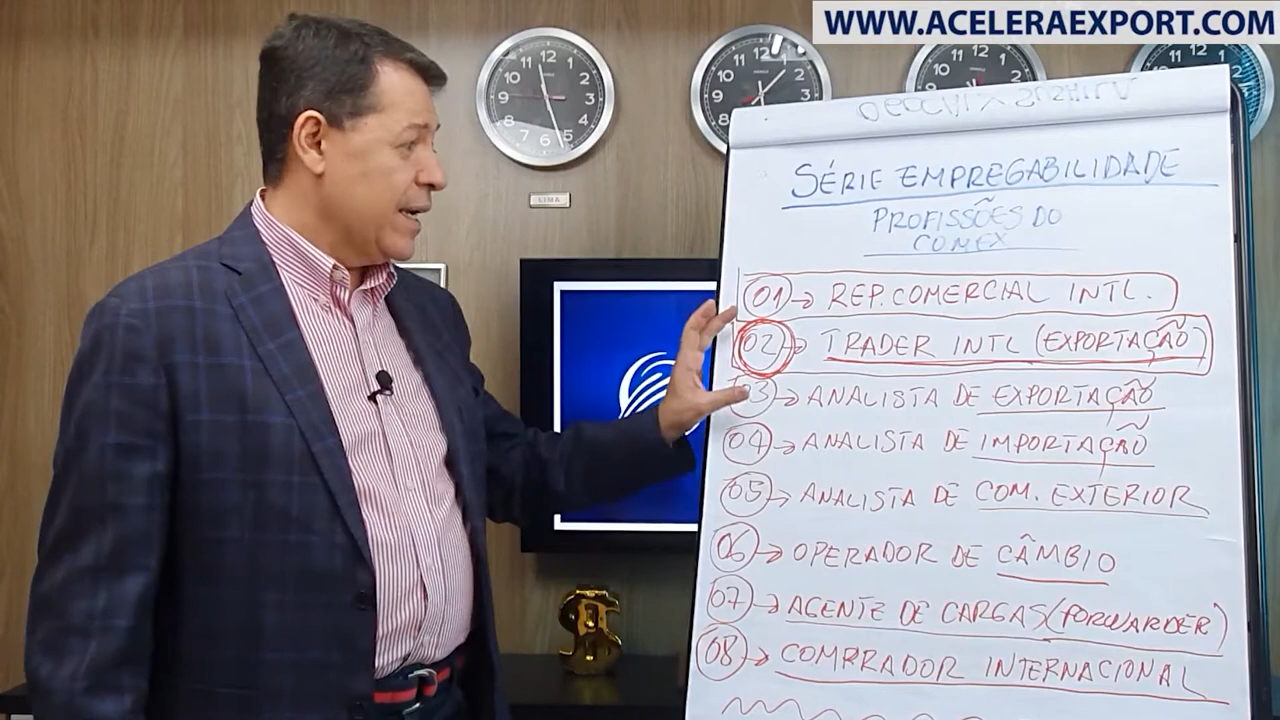 WWW.ACELERAEXPORT.COM
LIMA
SÉRIE EMPREGABILIDADE
PROFISSÕES DO
COMEX
01 → REP. COMERCIAL INTL.
02 → TRADER INTL (EXPORTAÇÃO)
03 → ANALISTA DE EXPORTAÇÃO
04 → ANALISTA DE IMPORTAÇÃO
05 → ANALISTA DE COM. EXTERIOR
06 → OPERADOR DE CÂMBIO
07 → AGENTE DE CARGAS (FORWARDER)
08 → COMPRADOR INTERNACIONAL